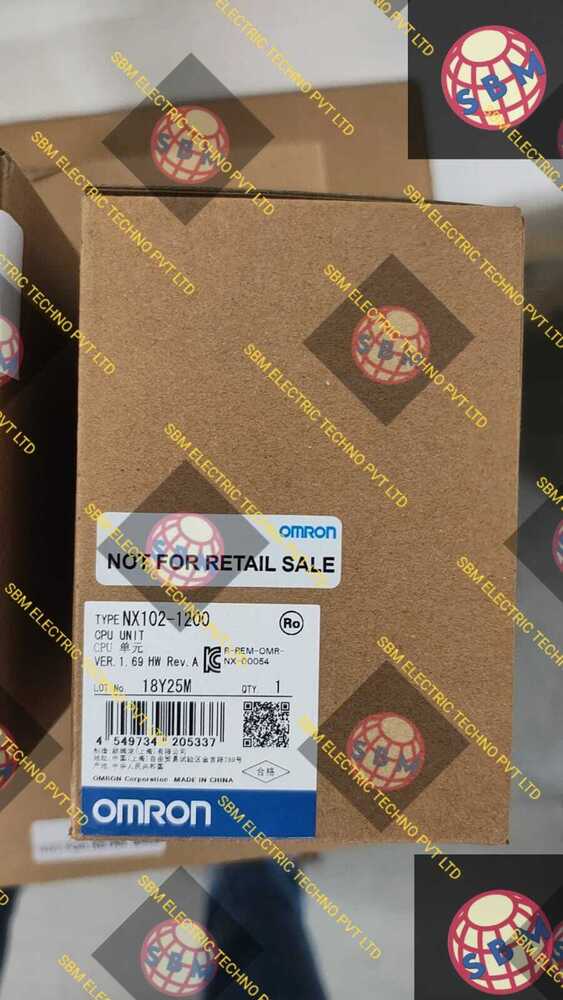 SBM ELECTRIC TECHNO PVT LTD
SBM
OMRON
NOT FOR RETAIL SALE
TYPE NX102-1200
Ro
CPU UNIT
CPU 单元
VER.1.69 HW Rev.A
R-REM-OMR-
NX-00054
LOT No. 18Y25M QTY. 1
4 549734 205337
合格
OMRON Corporation MADE IN CHINA
OMRON